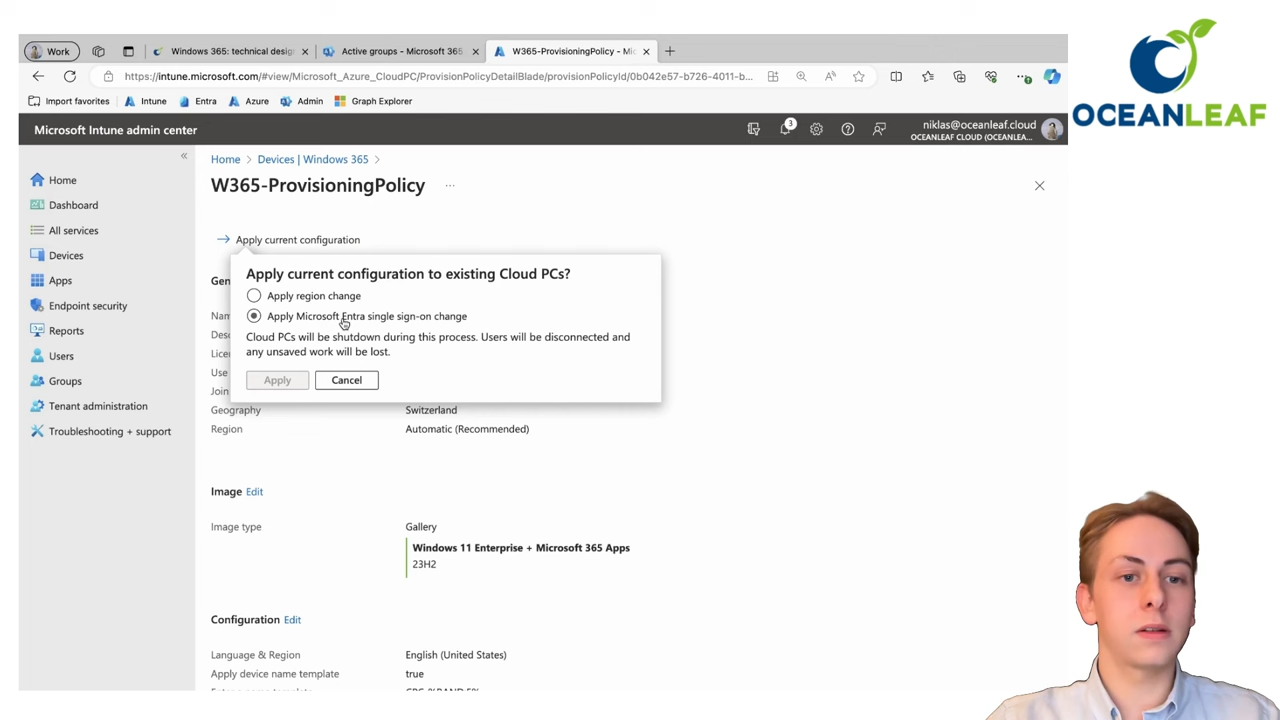 Work
Windows 365: technical desig
Active groups - Microsoft 365
W365-ProvisioningPolicy - Mic
https://intune.microsoft.com/#view/Microsoft_Azure_CloudPC/ProvisionPolicyDetailBlade/provisionPolicyId/0b042e57-b726-4011-b...
Import favorites
Intune
Entra
Azure
Admin
Graph Explorer
OCEANLEAF
Microsoft Intune admin center
3
niklas@oceanleaf.cloud
OCEANLEAF CLOUD (OCEANLEA...
Home > Devices | Windows 365 >
W365-ProvisioningPolicy ...
Home
Dashboard
All services
Devices
Apps
Endpoint security
Reports
Users
Groups
Tenant administration
Troubleshooting + support
Apply current configuration
Apply current configuration to existing Cloud PCs?
Apply region change
Apply Microsoft Entra single sign-on change
Cloud PCs will be shutdown during this process. Users will be disconnected and
any unsaved work will be lost.
Apply
Cancel
Gen
Nam
Desc
Lice
Use
Join
Geography Switzerland
Region Automatic (Recommended)
Image Edit
Image type Gallery
Windows 11 Enterprise + Microsoft 365 Apps
23H2
Configuration Edit
Language & Region English (United States)
Apply device name template true